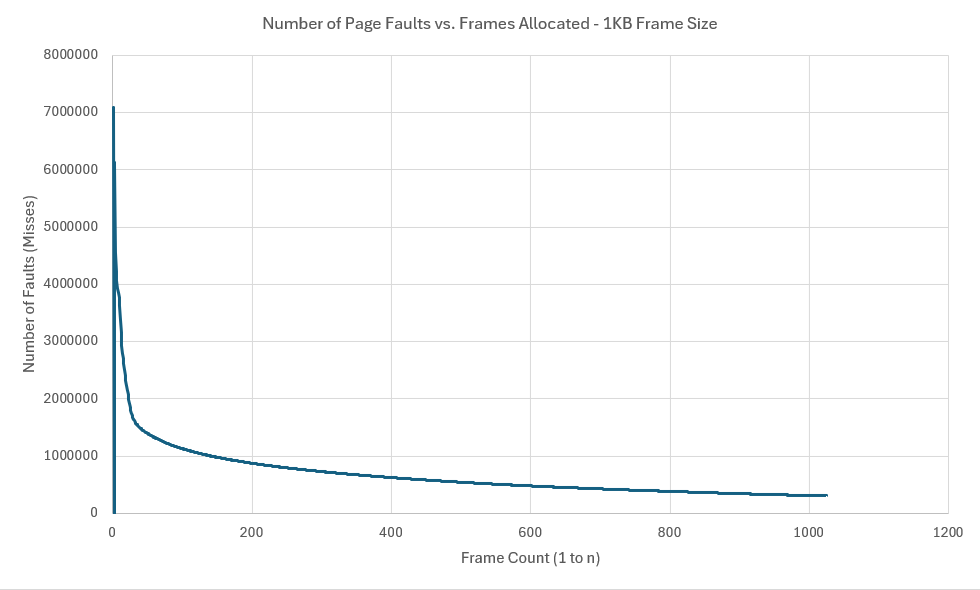 Number of Page Faults vs. Frames Allocated - 1KB Frame Size
8000000
7000000
6000000
5000000
4000000
3000000
2000000
1000000
0
Number of Faults (Misses)
0 200 400 600 800 1000 1200
Frame Count (1 to n)